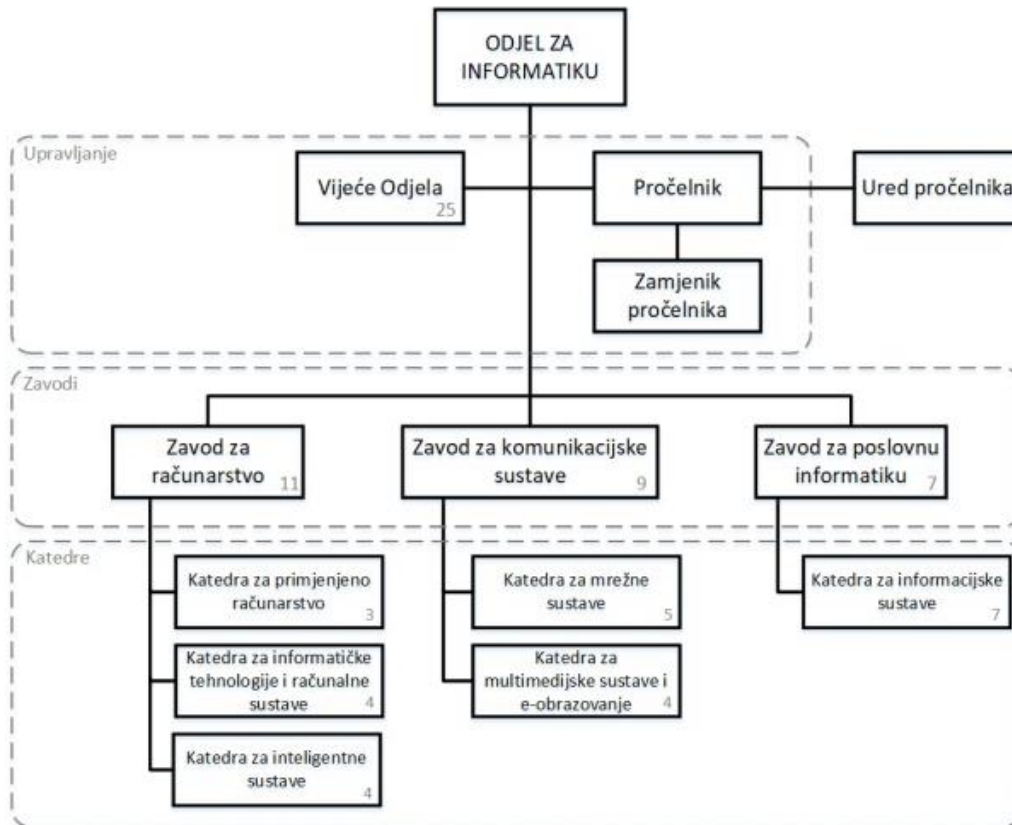 ODJEL ZA
INFORMATIKU
Upravljanje
Vijeće Odjela
25
Pročelnik
Ured pročelnika
Zamjenik
pročelnika
Zavodi
Zavod za
računarstvo
11
Zavod za komunikacijske
sustave
9
Zavod za poslovnu
informatiku
7
Katedre
Katedra za primjenjeno
računarstvo
3
Katedra za informatičke
tehnologije i računalne
sustave
4
Katedra za inteligentne
sustave
4
Katedra za mrežne
sustave
5
Katedra za
multimedijske sustave i
e-obrazovanje
4
Katedra za informacijske
sustave
7